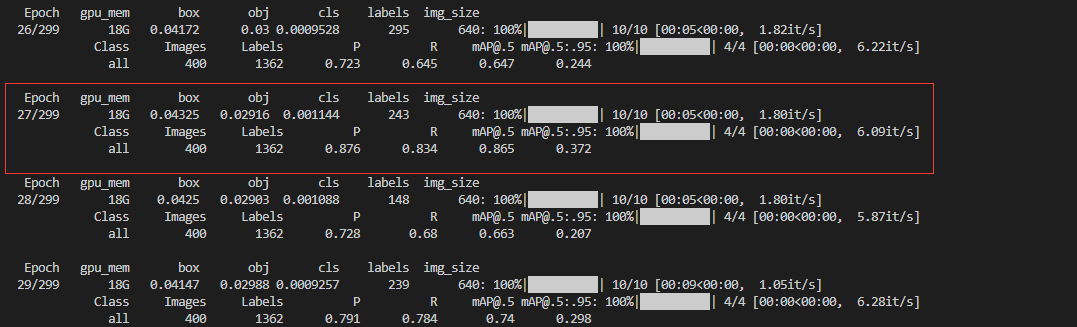 Epoch gpu_mem box obj cls labels img_size
26/299 18G 0.04172 0.03 0.0009528 295 640: 100%| | 10/10 [00:05<00:00, 1.82it/s]
Class Images Labels P R mAP@.5 mAP@.5:.95: 100%| | 4/4 [00:00<00:00, 6.22it/s]
all 400 1362 0.723 0.645 0.647 0.244
Epoch gpu_mem box obj cls labels img_size
27/299 18G 0.04325 0.02916 0.001144 243 640: 100%| | 10/10 [00:05<00:00, 1.80it/s]
Class Images Labels P R mAP@.5 mAP@.5:.95: 100%| | 4/4 [00:00<00:00, 6.09it/s]
all 400 1362 0.876 0.834 0.865 0.372
Epoch gpu_mem box obj cls labels img_size
28/299 18G 0.0425 0.02903 0.001088 148 640: 100%| | 10/10 [00:05<00:00, 1.80it/s]
Class Images Labels P R mAP@.5 mAP@.5:.95: 100%| | 4/4 [00:00<00:00, 5.87it/s]
all 400 1362 0.728 0.68 0.663 0.207
Epoch gpu_mem box obj cls labels img_size
29/299 18G 0.04147 0.02988 0.0009257 239 640: 100%| | 10/10 [00:09<00:00, 1.05it/s]
Class Images Labels P R mAP@.5 mAP@.5:.95: 100%| | 4/4 [00:00<00:00, 6.28it/s]
all 400 1362 0.791 0.784 0.74 0.298